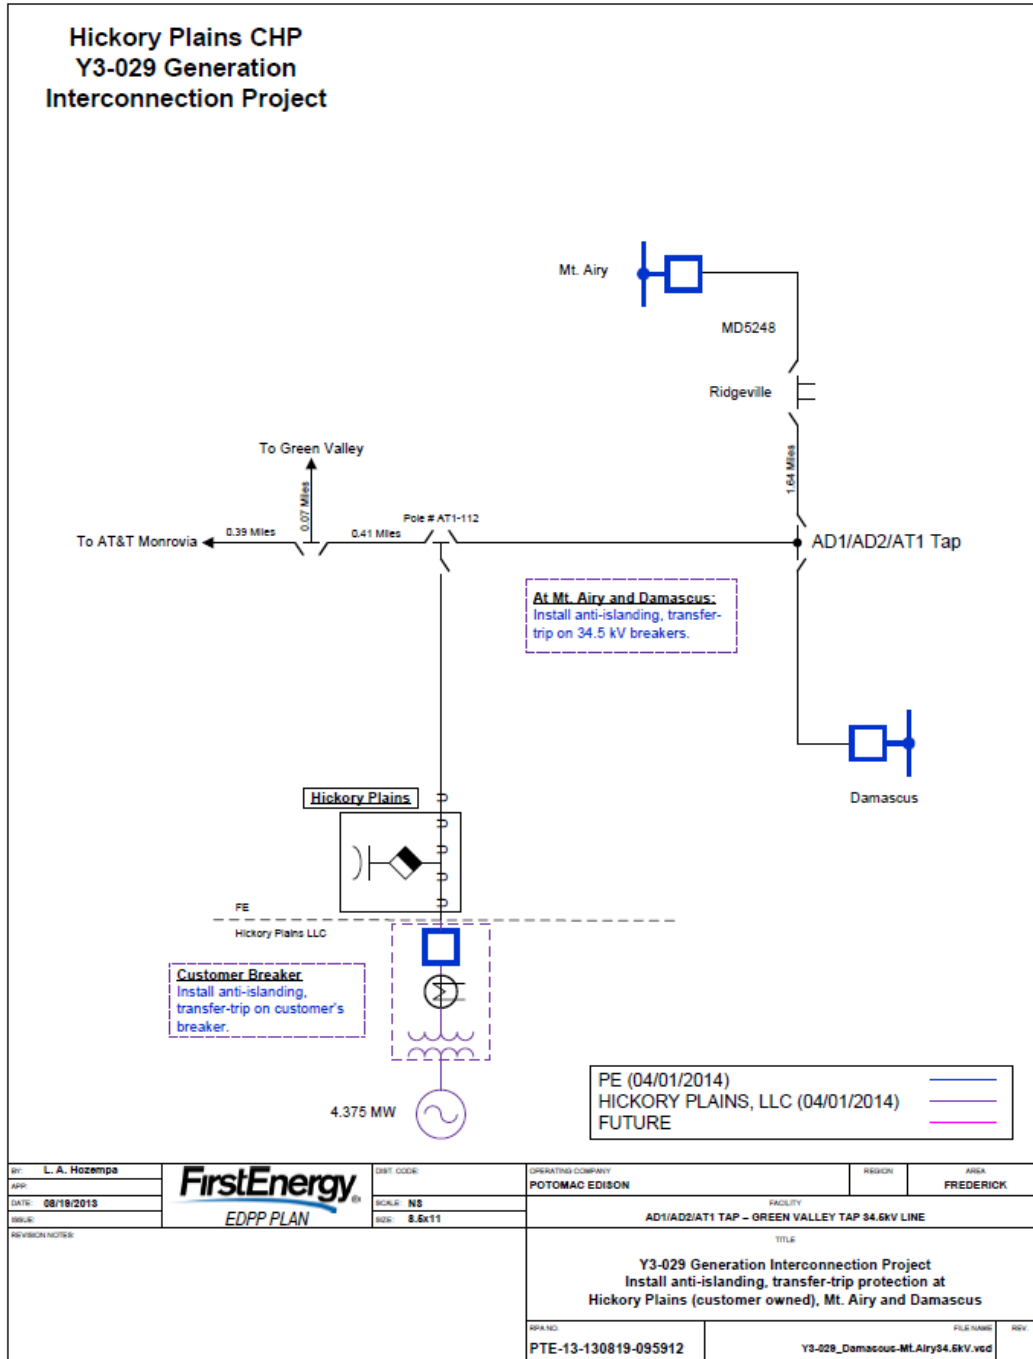 Hickory Plains CHP
Y3-029 Generation
Interconnection Project
Mt. Airy
MD5248
Ridgeville
1.64 Miles
To Green Valley
0.07 Miles
Pole # AT1-112
0.39 Miles
0.41 Miles
To AT&T Monrovia
AD1/AD2/AT1 Tap
At Mt. Airy and Damascus:
Install anti-islanding, transfer-
trip on 34.5 kV breakers.
Damascus
Hickory Plains
FE
Hickory Plains LLC
Customer Breaker
Install anti-islanding,
transfer-trip on customer's
breaker.
4.375 MW
PE (04/01/2014)
HICKORY PLAINS, LLC (04/01/2014)
FUTURE
BY: L. A. Hozempa
APP:
DATE: 08/19/2013
ISSUE:
REVISION NOTES:
FirstEnergy
EDPP PLAN
DIST. CODE:
SCALE: NS
SIZE: 8.5x11
OPERATING COMPANY
POTOMAC EDISON
REGION
AREA
FREDERICK
FACILITY
AD1/AD2/AT1 TAP – GREEN VALLEY TAP 34.5kV LINE
TITLE
Y3-029 Generation Interconnection Project
Install anti-islanding, transfer-trip protection at
Hickory Plains (customer owned), Mt. Airy and Damascus
RPA NO.
PTE-13-130819-095912
FILE NAME
Y3-029_Damascus-Mt.Airy34.5kV.vsd
REV.